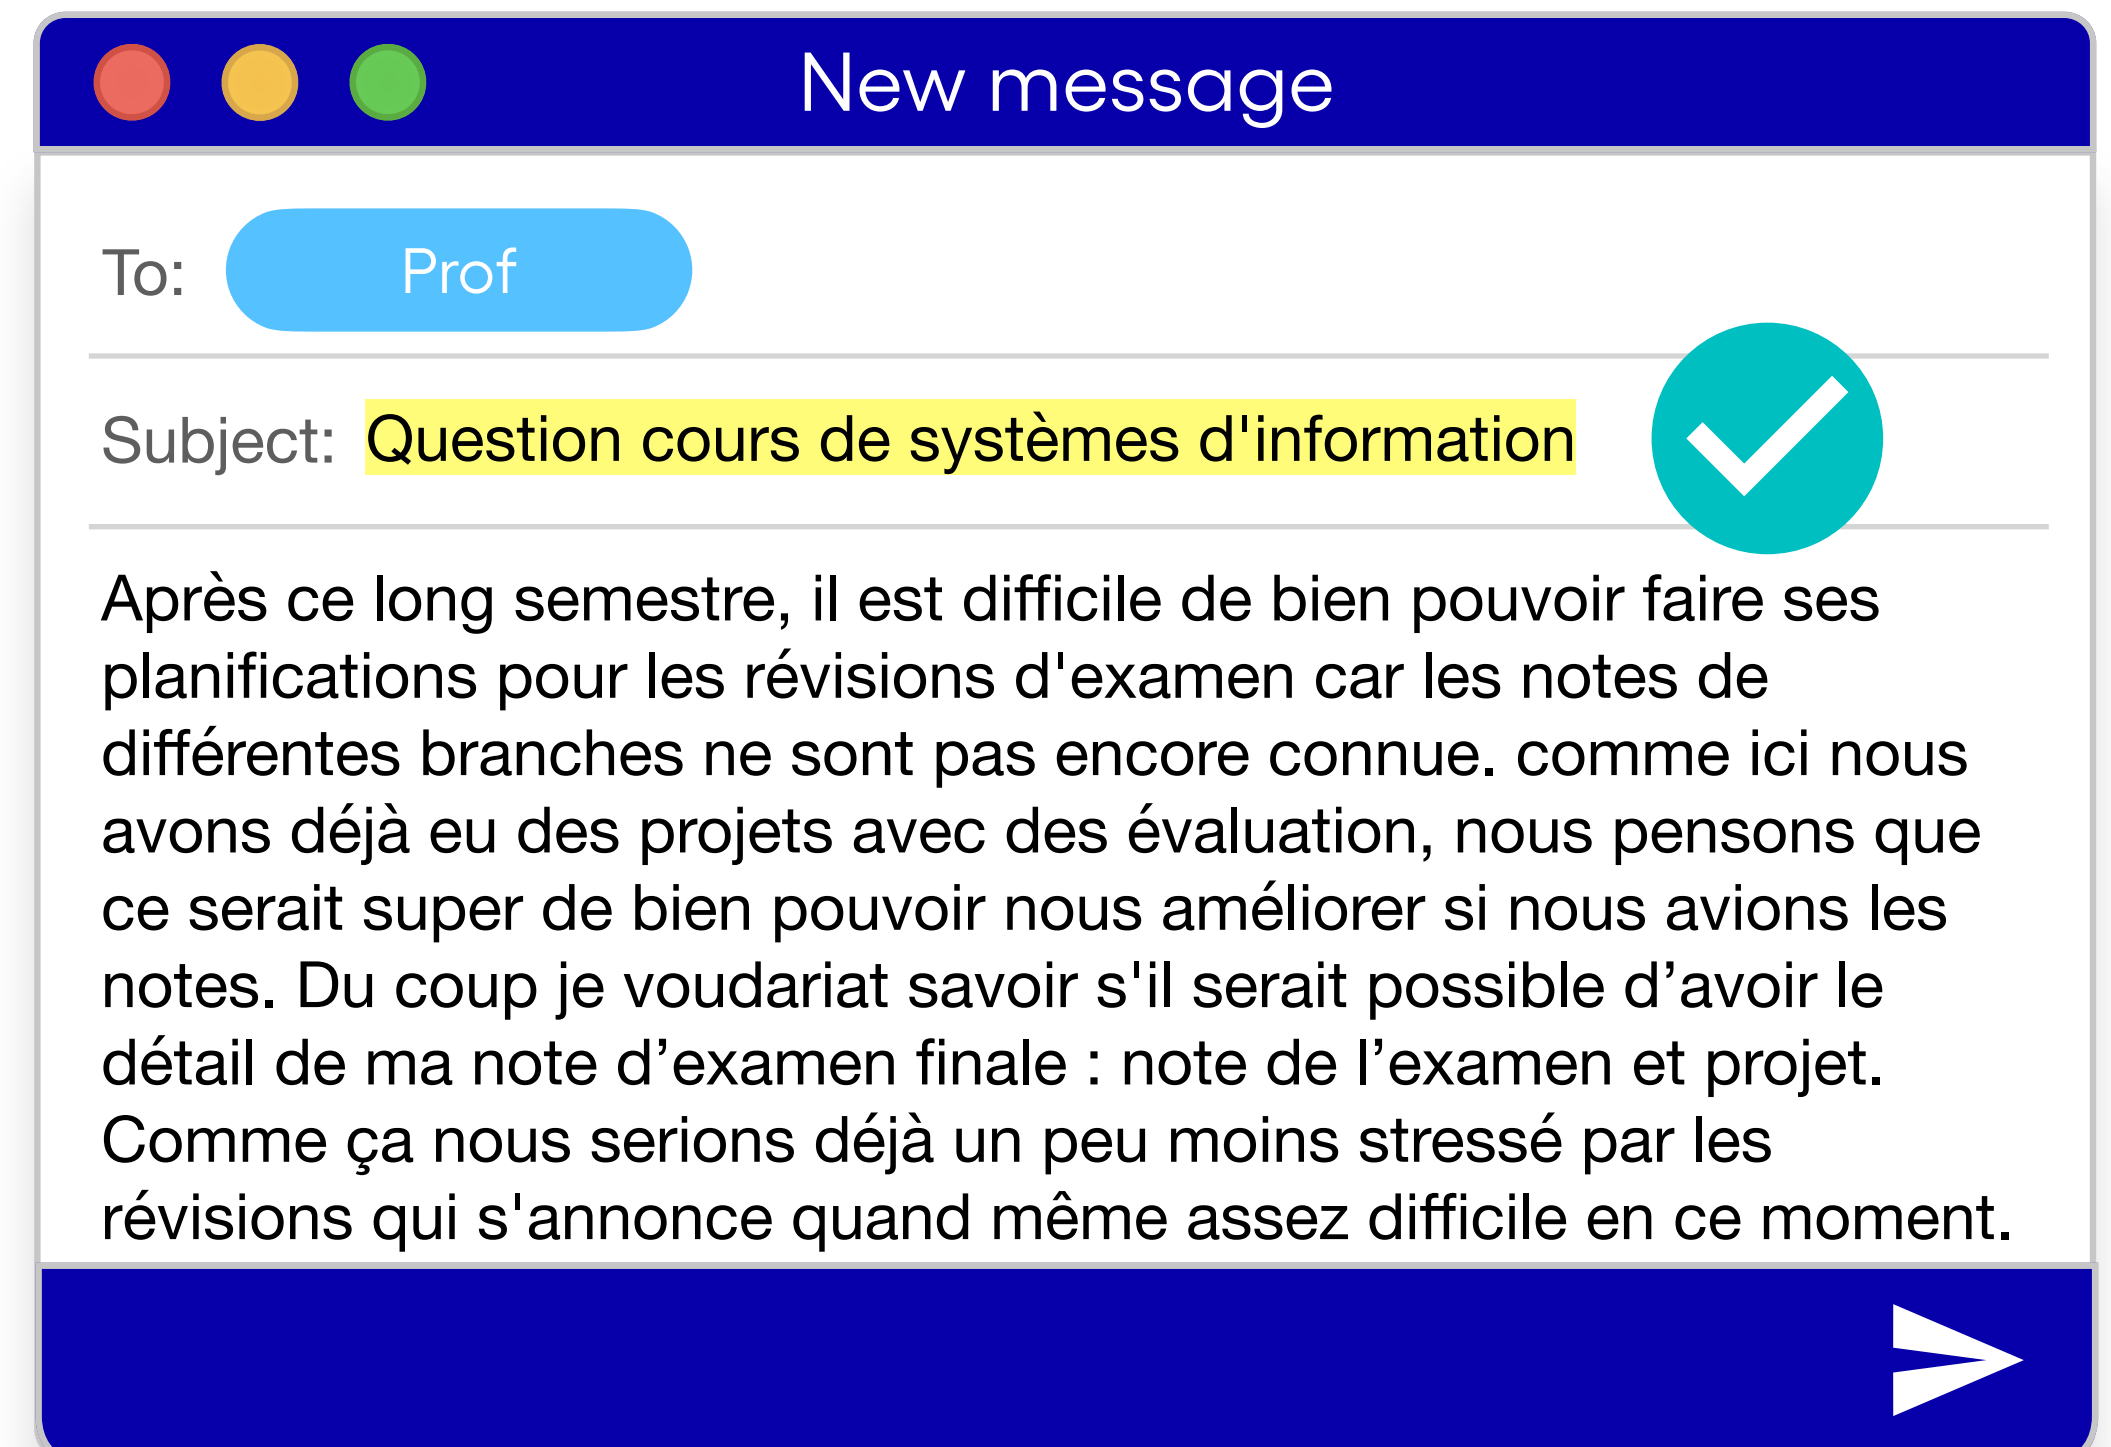 New message
To: Prof
Subject: Question cours de systèmes d'information
Après ce long semestre, il est difficile de bien pouvoir faire ses
planifications pour les révisions d'examen car les notes de
différentes branches ne sont pas encore connue. comme ici nous
avons déjà eu des projets avec des évaluation, nous pensons que
ce serait super de bien pouvoir nous améliorer si nous avions les
notes. Du coup je voudariat savoir s'il serait possible d’avoir le
détail de ma note d’examen finale : note de l’examen et projet.
Comme ça nous serions déjà un peu moins stressé par les
révisions qui s'annonce quand même assez difficile en ce moment.